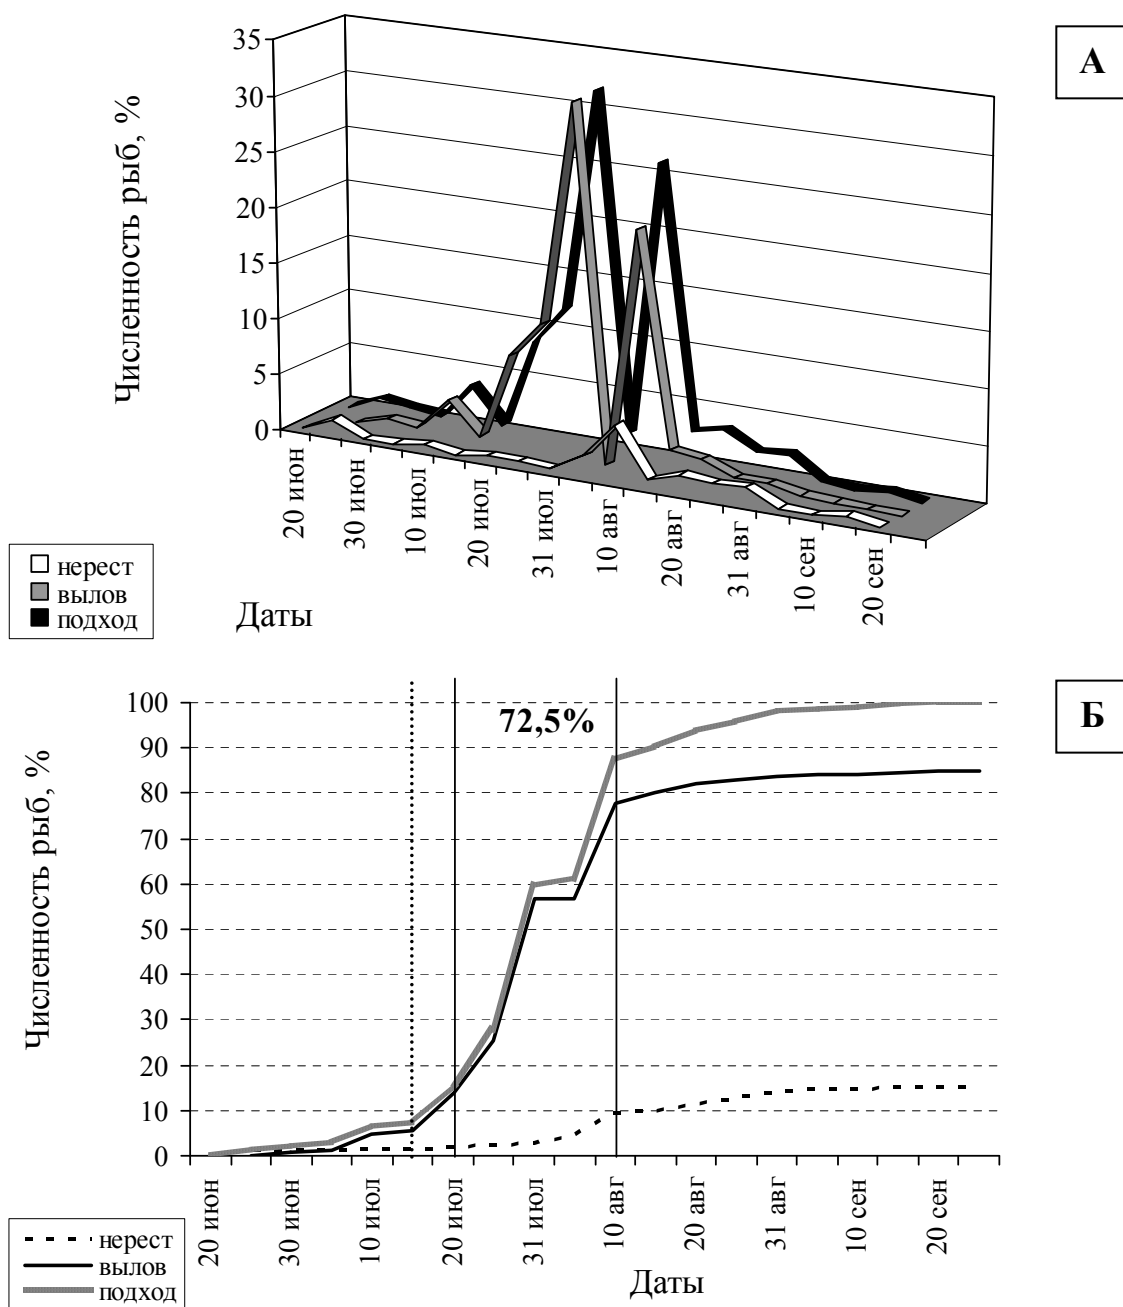 А
Численность рыб, %
35
30
25
20
15
10
5
0
20 июн
30 июн
10 июл
20 июл
31 июл
10 авг
20 авг
31 авг
10 сен
20 сен
нерест
вылов
подход
Даты
Б
Численность рыб, %
72,5%
100
90
80
70
60
50
40
30
20
10
0
20 июн
30 июн
10 июл
20 июл
31 июл
10 авг
20 авг
31 авг
10 сен
20 сен
нерест
вылов
подход
Даты